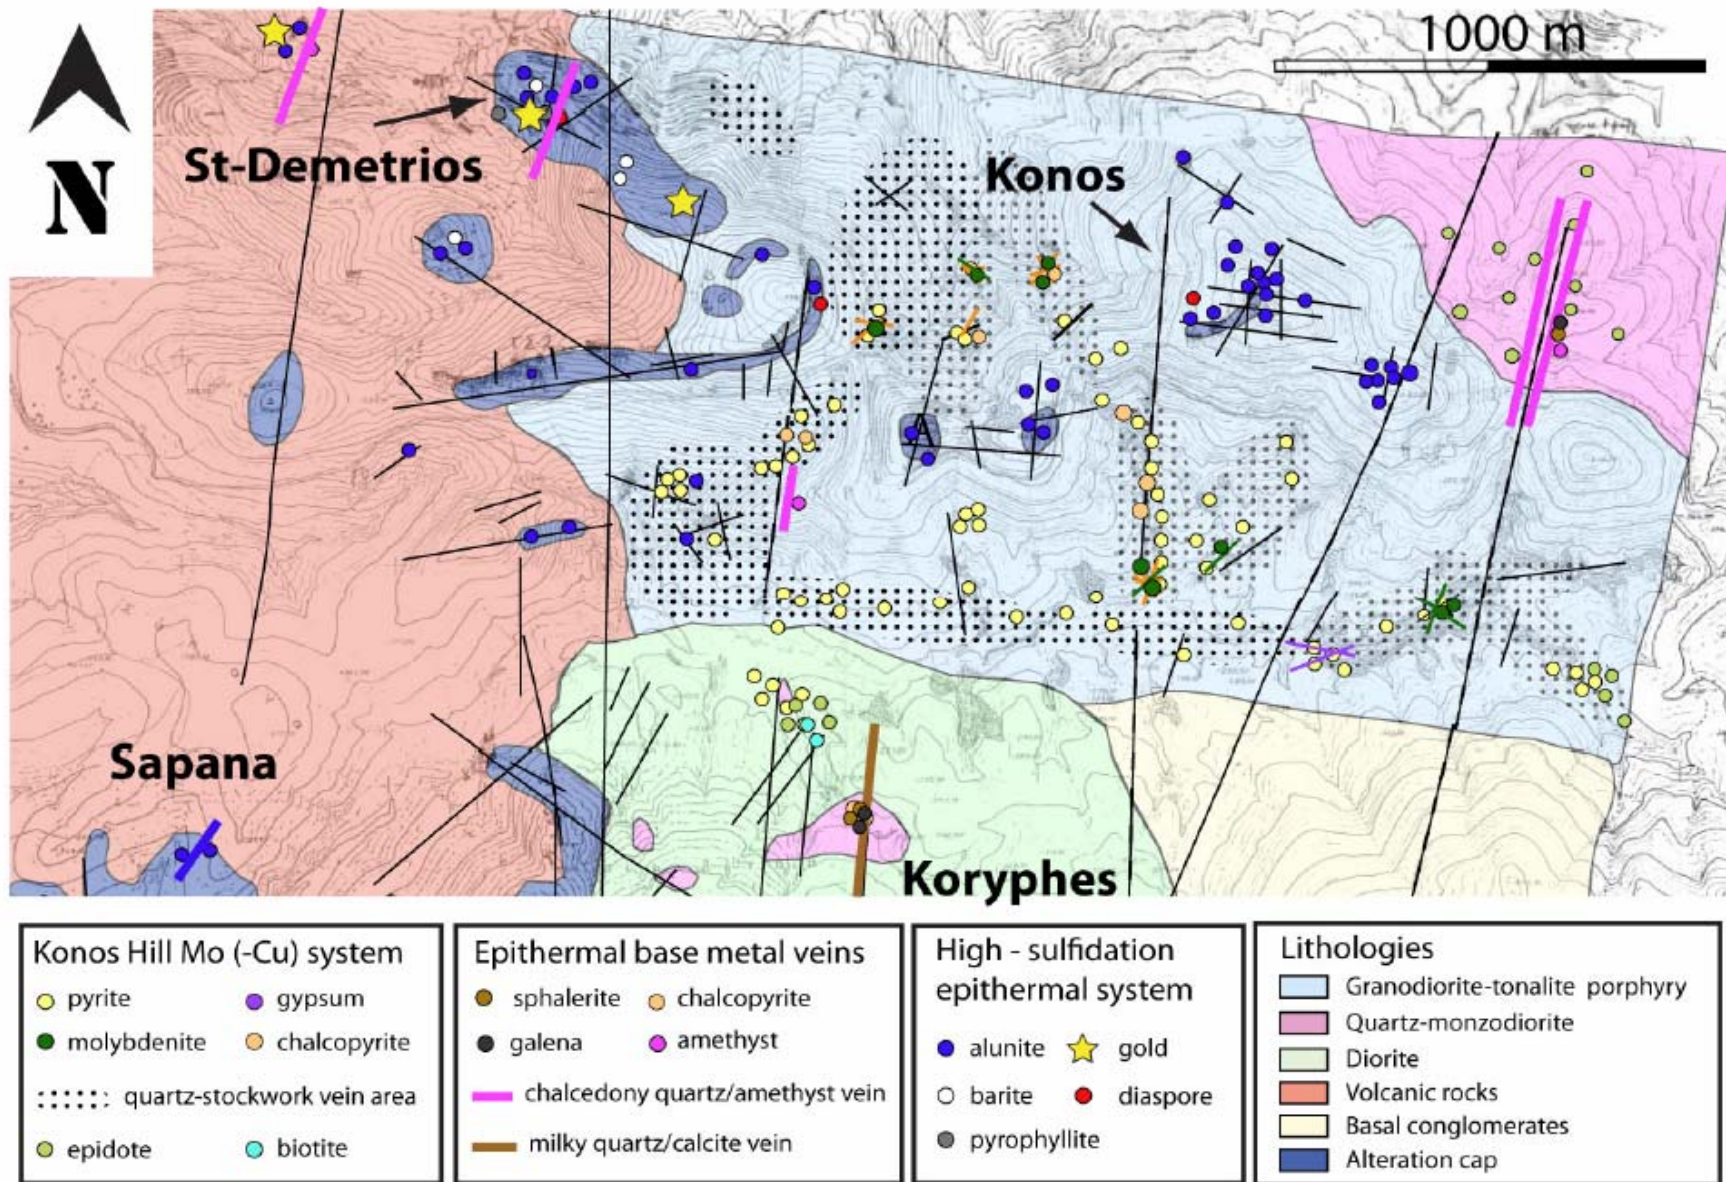 1000 m
N
St-Demetrios
Konos
Sapana
Koryphes
Konos Hill Mo (-Cu) system
pyrite
gypsum
molybdenite
chalcopyrite
quartz-stockwork vein area
epidote
biotite
Epithermal base metal veins
sphalerite
chalcopyrite
galena
amethyst
chalcedony quartz/amethyst vein
milky quartz/calcite vein
High - sulfidation
epithermal system
alunite
gold
barite
diaspore
pyrophyllite
Lithologies
Granodiorite-tonalite porphyry
Quartz-monzodiorite
Diorite
Volcanic rocks
Basal conglomerates
Alteration cap